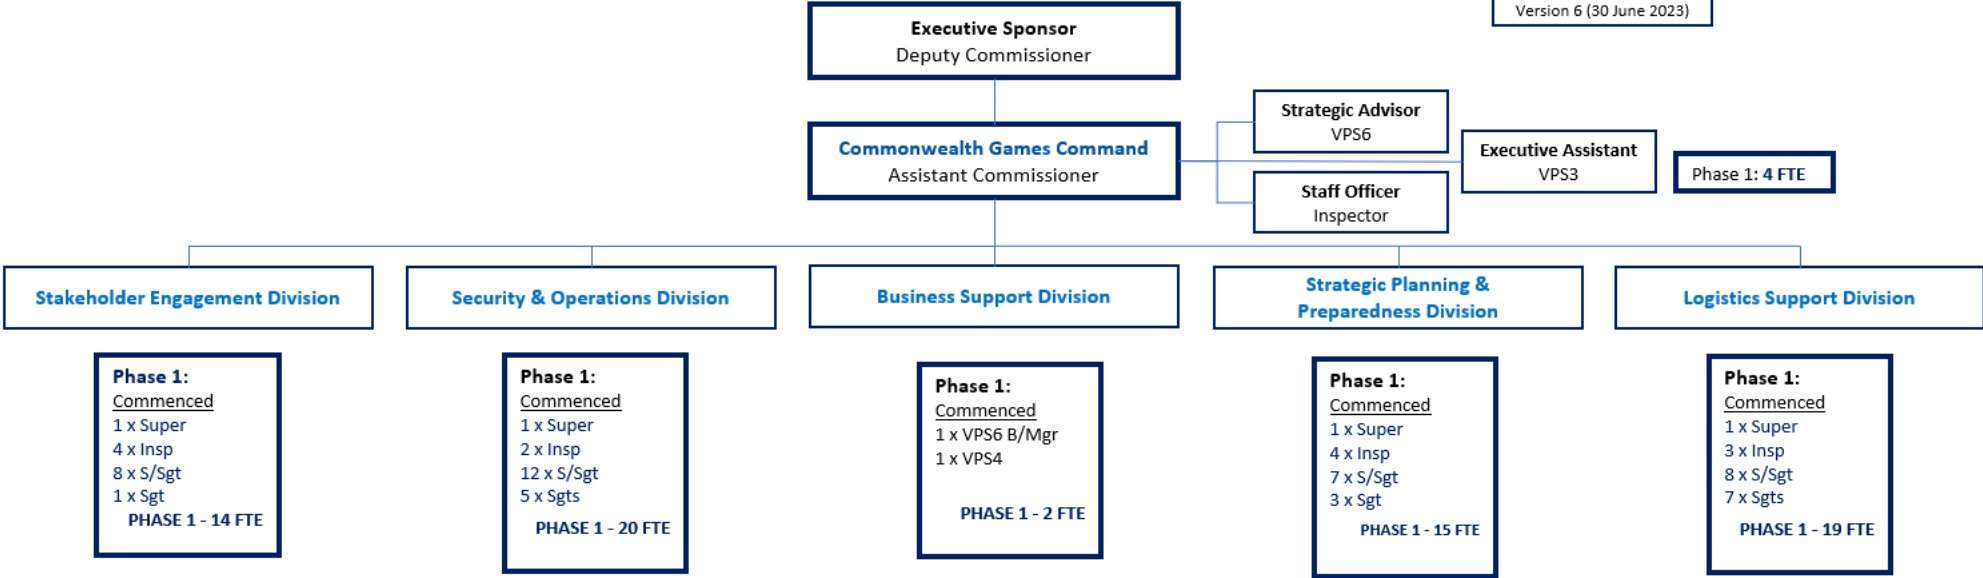 Version 6 (30 June 2023)
Executive Sponsor
Deputy Commissioner
Commonwealth Games Command
Assistant Commissioner
Strategic Advisor
VPS6
Executive Assistant
VPS3
Staff Officer
Inspector
Phase 1: 4 FTE
Stakeholder Engagement Division
Security & Operations Division
Business Support Division
Strategic Planning &
Preparedness Division
Logistics Support Division
Phase 1:
Commenced
1 x Super
4 x Insp
8 x S/Sgt
1 x Sgt
PHASE 1 - 14 FTE
Phase 1:
Commenced
1 x Super
2 x Insp
12 x S/Sgt
5 x Sgts
PHASE 1 - 20 FTE
Phase 1:
Commenced
1 x VPS6 B/Mgr
1 x VPS4
PHASE 1 - 2 FTE
Phase 1:
Commenced
1 x Super
4 x Insp
7 x S/Sgt
3 x Sgt
PHASE 1 - 15 FTE
Phase 1:
Commenced
1 x Super
3 x Insp
8 x S/Sgt
7 x Sgts
PHASE 1 - 19 FTE